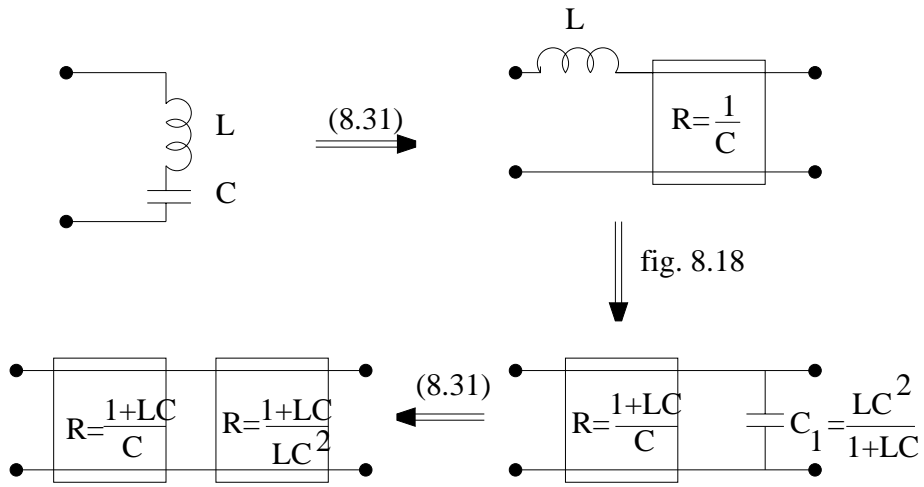 L
C
(8.31)
L
R=1/C
fig. 8.18
R=1+LC/C
C_1=LC^2/1+LC
(8.31)
R=1+LC/C
R=1+LC/LC^2